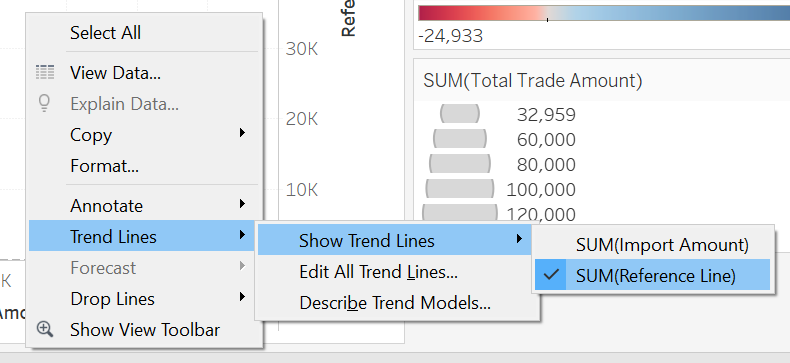 Select All
View Data...
Explain Data...
Copy
Format...
Annotate
Trend Lines
Forecast
Drop Lines
Show View Toolbar
Show Trend Lines
Edit All Trend Lines...
Describe Trend Models...
SUM(Import Amount)
SUM(Reference Line)
30K
20K
10K
Refe
K
Amo
-24,933
SUM(Total Trade Amount)
32,959
60,000
80,000
100,000
120,000